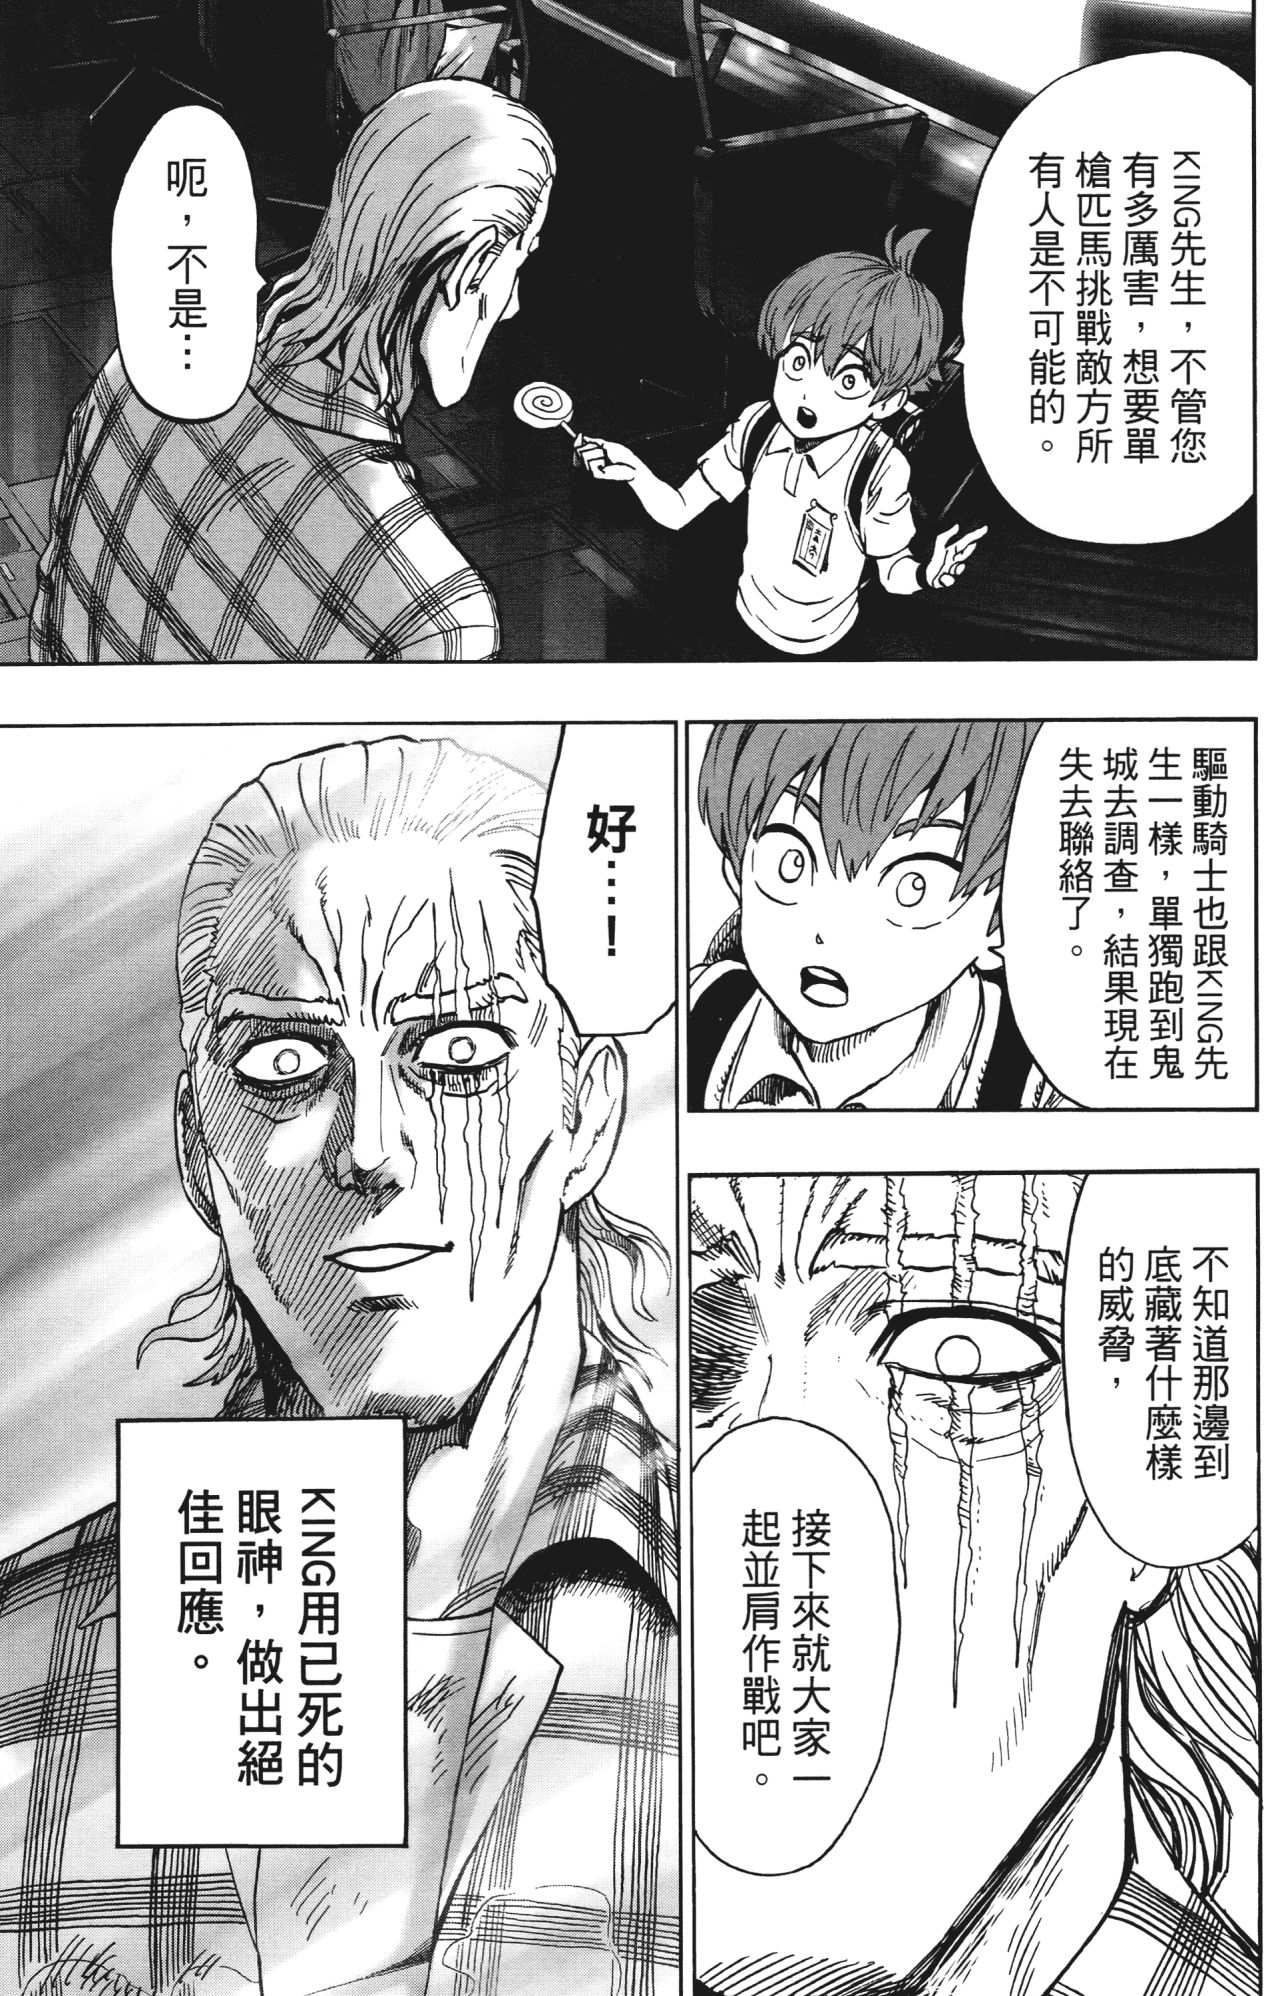 KING先生，不管您
有多厲害，想要單
槍匹馬挑戰敵方所
有人是不可能的。
呃，不是…
驅動騎士也跟KING先
生一樣，單獨跑到鬼
城去調查，結果現在
失去聯絡了。
不知道那邊到
底藏著什麼樣
的威脅，
接下來就大家一
起並肩作戰吧。
好…！
KING用已死的
眼神，做出絕
佳回應。